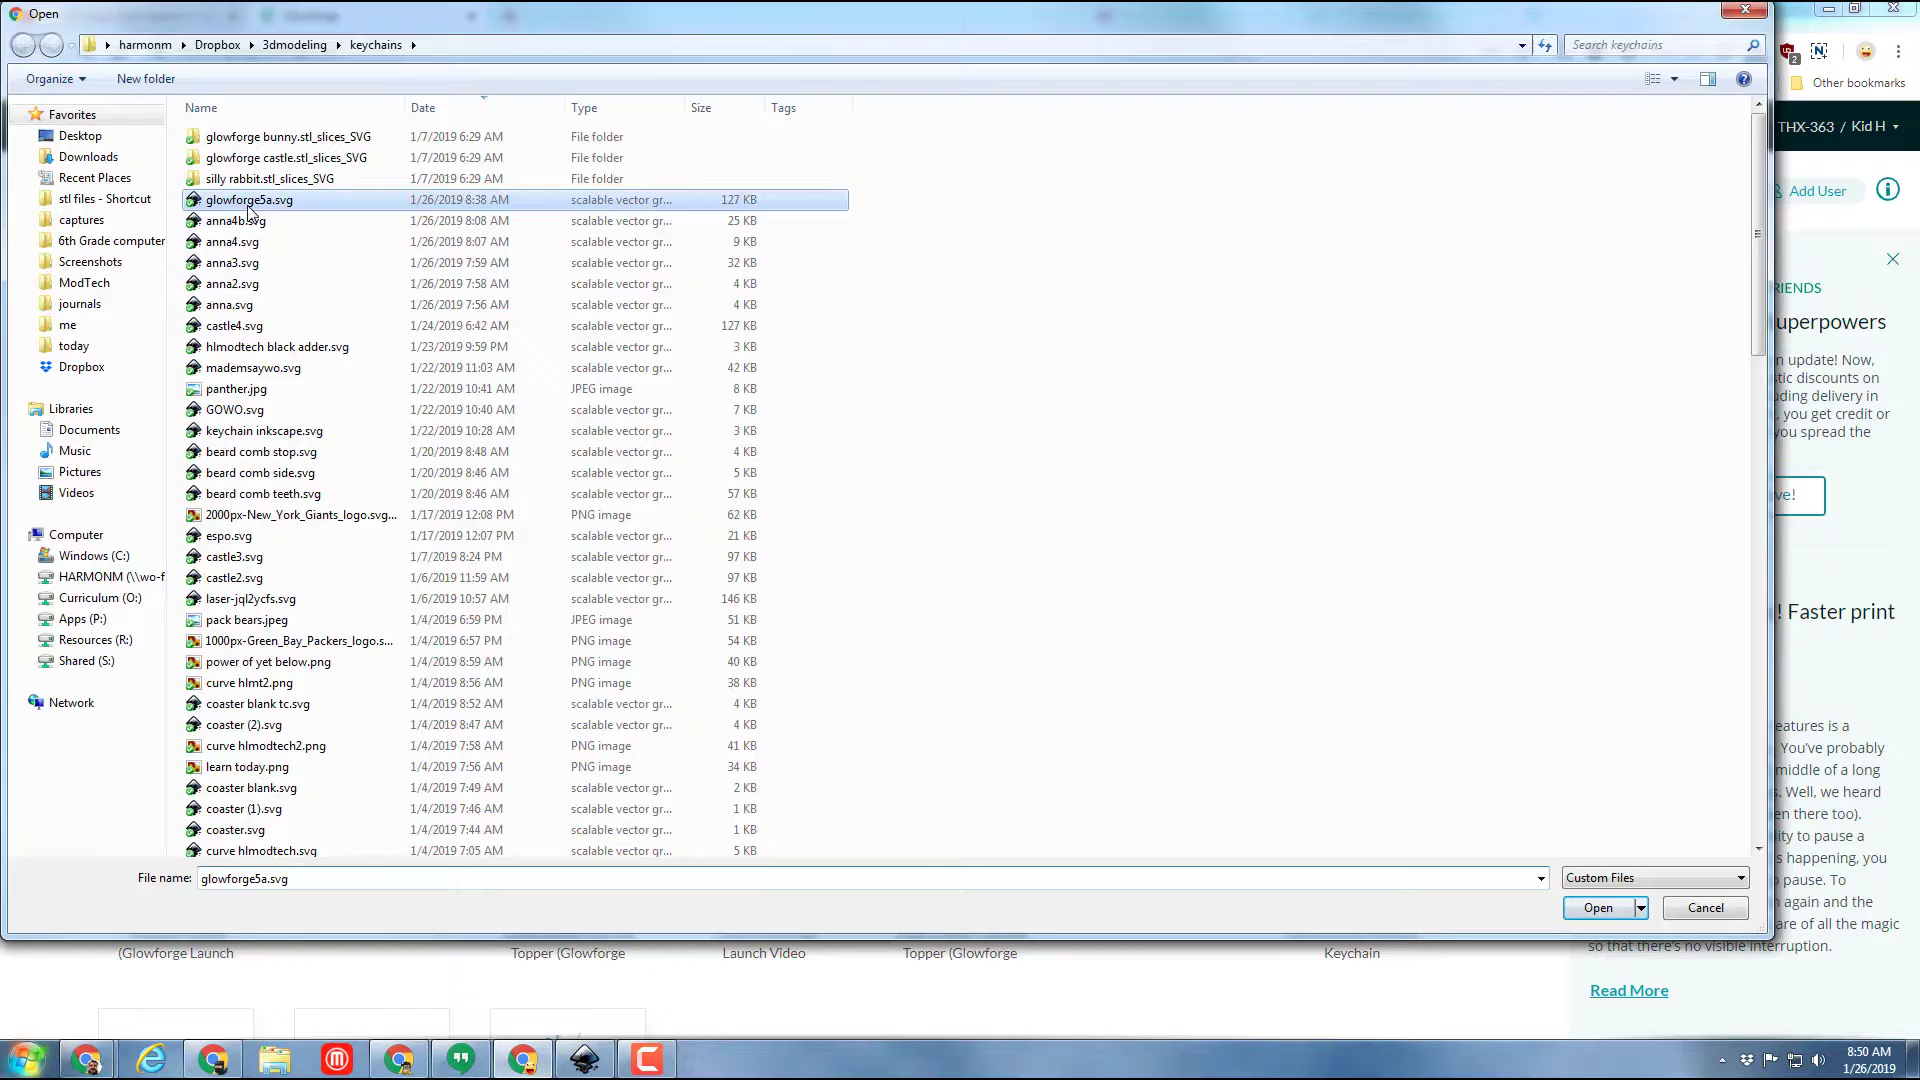 Open
harmonm Dropbox 3dmodeling keychains
Search keychains
Organize New folder
Other bookmarks
Favorites
Desktop
Downloads
Recent Places
stl files - Shortcut
captures
6th Grade computer
Screenshots
ModTech
journals
me
today
Dropbox
Libraries
Documents
Music
Pictures
Videos
Computer
Windows (C:)
HARMONM (\\wo-f
Curriculum (O:)
Apps (P:)
Resources (R:)
Shared (S:)
Network
Name Date Type Size Tags
glowforge bunny.stl_slices_SVG 1/7/2019 6:29 AM File folder
glowforge castle.stl_slices_SVG 1/7/2019 6:29 AM File folder
silly rabbit.stl_slices_SVG 1/7/2019 6:29 AM File folder
glowforge5a.svg 1/26/2019 8:38 AM scalable vector gr... 127 KB
anna4b.svg 1/26/2019 8:08 AM scalable vector gr... 25 KB
anna4.svg 1/26/2019 8:07 AM scalable vector gr... 9 KB
anna3.svg 1/26/2019 7:59 AM scalable vector gr... 32 KB
anna2.svg 1/26/2019 7:58 AM scalable vector gr... 4 KB
anna.svg 1/26/2019 7:56 AM scalable vector gr... 4 KB
castle4.svg 1/24/2019 6:42 AM scalable vector gr... 127 KB
hlmodtech black adder.svg 1/23/2019 9:59 PM scalable vector gr... 3 KB
mademsaywo.svg 1/22/2019 11:03 AM scalable vector gr... 42 KB
panther.jpg 1/22/2019 10:41 AM JPEG image 8 KB
GOWO.svg 1/22/2019 10:40 AM scalable vector gr... 7 KB
keychain inkscape.svg 1/22/2019 10:28 AM scalable vector gr... 3 KB
beard comb stop.svg 1/20/2019 8:48 AM scalable vector gr... 4 KB
beard comb side.svg 1/20/2019 8:46 AM scalable vector gr... 5 KB
beard comb teeth.svg 1/20/2019 8:46 AM scalable vector gr... 57 KB
2000px-New_York_Giants_logo.svg... 1/17/2019 12:08 PM PNG image 62 KB
espo.svg 1/17/2019 12:07 PM scalable vector gr... 21 KB
castle3.svg 1/7/2019 8:24 PM scalable vector gr... 97 KB
castle2.svg 1/6/2019 11:59 AM scalable vector gr... 97 KB
laser-jql2ycfs.svg 1/6/2019 10:57 AM scalable vector gr... 146 KB
pack bears.jpeg 1/4/2019 6:59 PM JPEG image 51 KB
1000px-Green_Bay_Packers_logo.s... 1/4/2019 6:57 PM PNG image 54 KB
power of yet below.png 1/4/2019 8:59 AM PNG image 40 KB
curve hlmt2.png 1/4/2019 8:56 AM PNG image 38 KB
coaster blank tc.svg 1/4/2019 8:52 AM scalable vector gr... 4 KB
coaster (2).svg 1/4/2019 8:47 AM scalable vector gr... 4 KB
curve hlmodtech2.png 1/4/2019 7:58 AM PNG image 41 KB
learn today.png 1/4/2019 7:56 AM PNG image 34 KB
coaster blank.svg 1/4/2019 7:49 AM scalable vector gr... 2 KB
coaster (1).svg 1/4/2019 7:46 AM scalable vector gr... 1 KB
coaster.svg 1/4/2019 7:44 AM scalable vector gr... 1 KB
curve hlmodtech.svg 1/4/2019 7:05 AM scalable vector gr... 5 KB
File name: glowforge5a.svg Custom Files
Open Cancel
THX-363 / Kid H
Add User
RIENDS
uperpowers
n update! Now,
tic discounts on
uding delivery in
, you get credit or
you spread the
ve!
! Faster print
eatures is a
You've probably
middle of a long
s. Well, we heard
en there too).
lity to pause a
s happening, you
o pause. To
n again and the
are of all the magic
so that there's no visible interruption.
Read More
(Glowforge Launch
Topper (Glowforge
Launch Video
Topper (Glowforge
Keychain
8:50 AM
1/26/2019